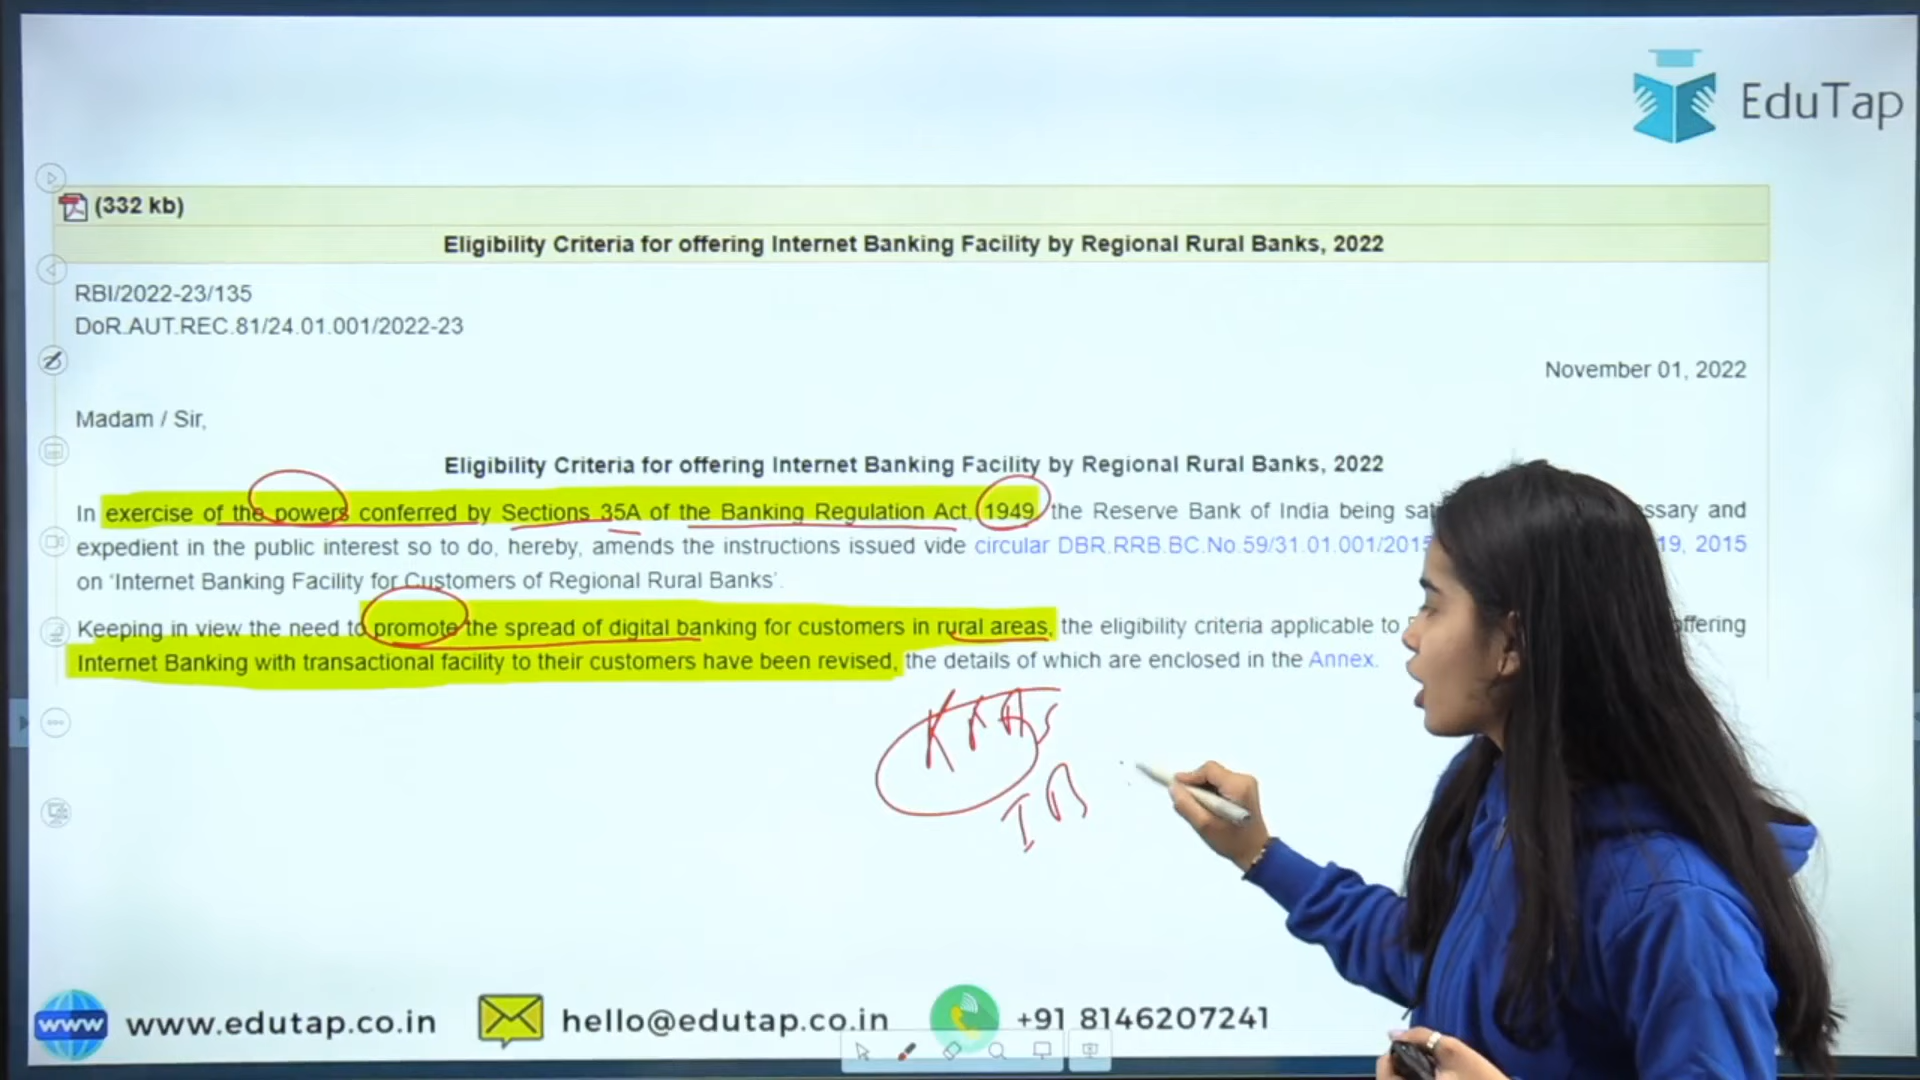 EduTap
(332 kb)
Eligibility Criteria for offering Internet Banking Facility by Regional Rural Banks, 2022
RBI/2022-23/135
DoR.AUT.REC.81/24.01.001/2022-23
November 01, 2022
Madam / Sir,
Eligibility Criteria for offering Internet Banking Facility by Regional Rural Banks, 2022
In exercise of the powers conferred by Sections 35A of the Banking Regulation Act, 1949, the Reserve Bank of India being ssary and
expedient in the public interest so to do, hereby, amends the instructions issued vide circular DBR.RRB.BC.No.59/31.01.001/2015 19, 2015
on ‘Internet Banking Facility for Customers of Regional Rural Banks’.
Keeping in view the need to promote the spread of digital banking for customers in rural areas, the eligibility criteria applicable to offering
Internet Banking with transactional facility to their customers have been revised, the details of which are enclosed in the Annex.
IB
www www.edutap.co.in hello@edutap.co.in +91 8146207241